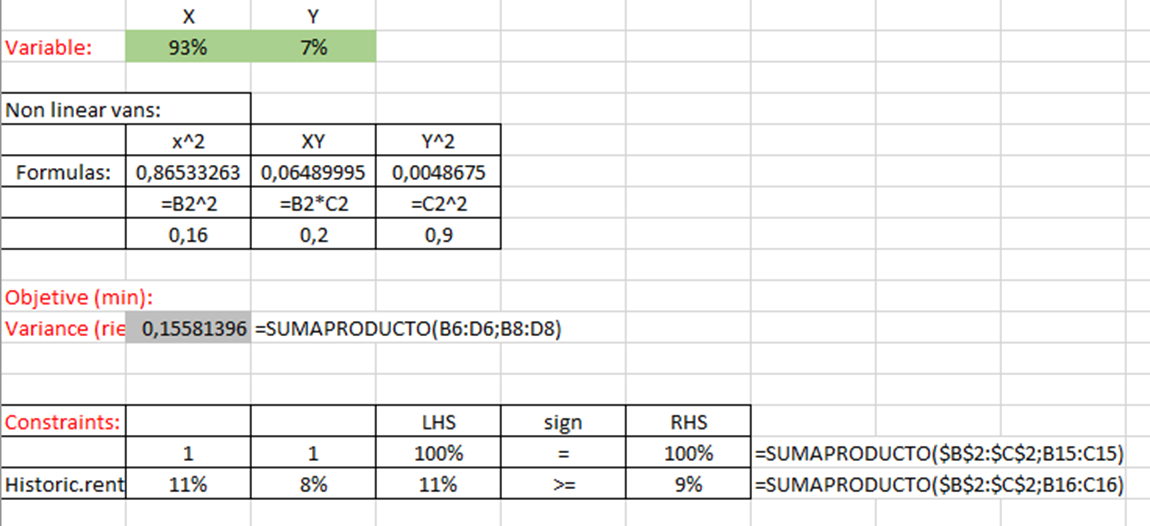 X Y
Variable: 93% 7%
Non linear vans:
x^2 XY Y^2
Formulas: 0,86533263 0,06489995 0,0048675
=B2^2 =B2*C2 =C2^2
0,16 0,2 0,9
Objetive (min):
Variance (rie 0,15581396 =SUMAPRODUCTO(B6:D6;B8:D8)
Constraints: LHS sign RHS
1 1 100% = 100% =SUMAPRODUCTO($B$2:$C$2;B15:C15)
Historic.rent 11% 8% 11% >= 9% =SUMAPRODUCTO($B$2:$C$2;B16:C16)